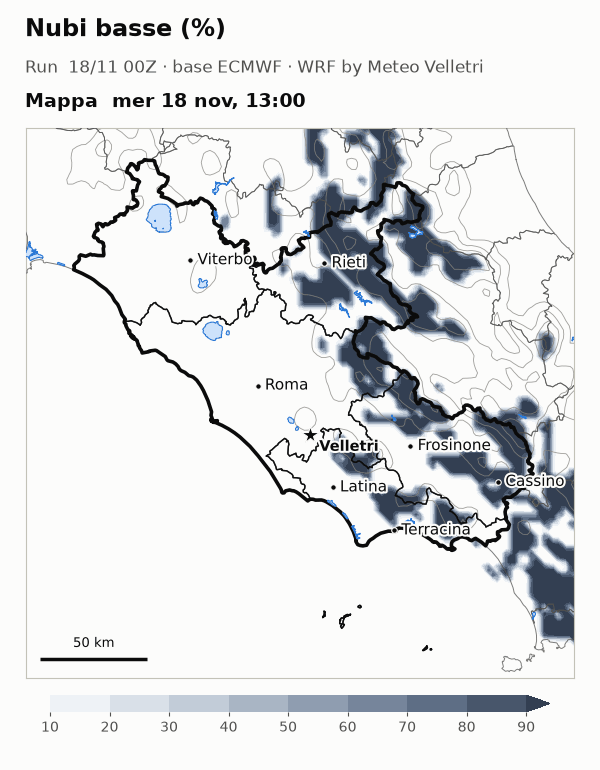 Nubi basse (%)
Run 18/11 00Z · base ECMWF · WRF by Meteo Velletri
Mappa mer 18 nov, 13:00
Viterbo
Rieti
Roma
Velletri
Frosinone
Latina
Cassino
Terracina
50 km
10 20 30 40 50 60 70 80 90